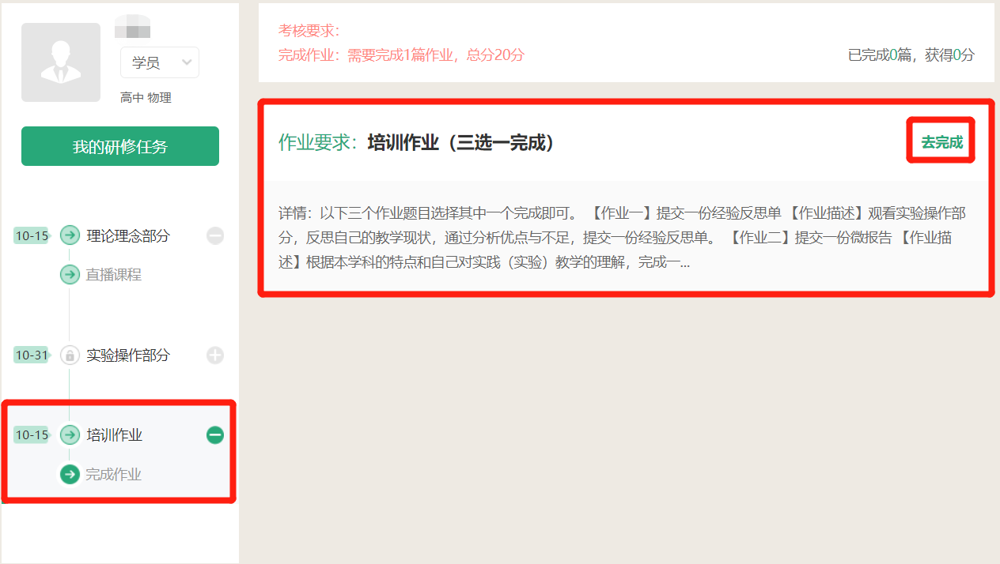 学员
高中 物理
我的研修任务
10-15 理论理念部分
直播课程
10-31 实验操作部分
10-15 培训作业
完成作业
考核要求：
完成作业：需要完成1篇作业，总分20分
已完成0篇，获得0分
作业要求：培训作业（三选一完成）
去完成
详情：以下三个作业题目选择其中一个完成即可。 【作业一】提交一份经验反思单 【作业描述】观看实验操作部
分，反思自己的教学现状，通过分析优点与不足，提交一份经验反思单。 【作业二】提交一份微报告 【作业描
述】根据本学科的特点和自己对实践（实验）教学的理解，完成一...